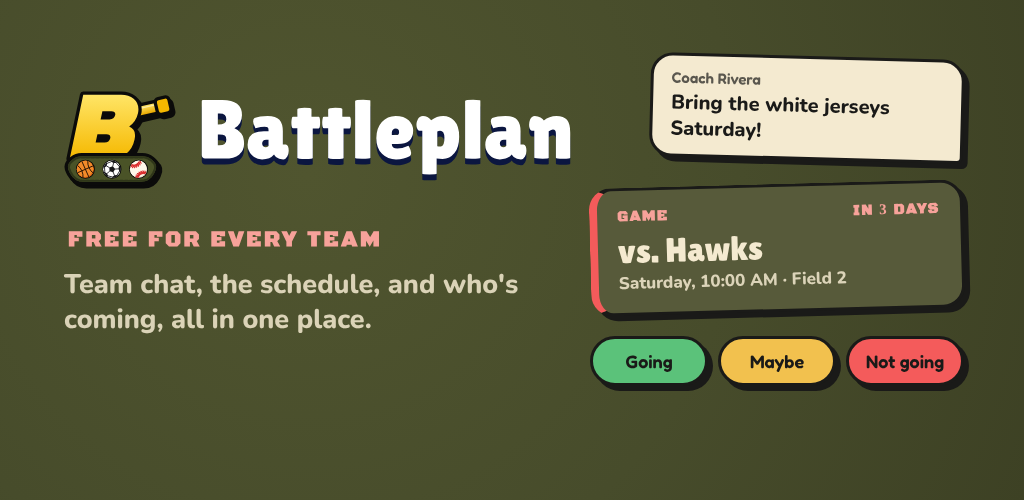 B
Battleplan
FREE FOR EVERY TEAM
Team chat, the schedule, and who's
coming, all in one place.
Coach Rivera
Bring the white jerseys
Saturday!
GAME
IN 3 DAYS
vs. Hawks
Saturday, 10:00 AM · Field 2
Going
Maybe
Not going